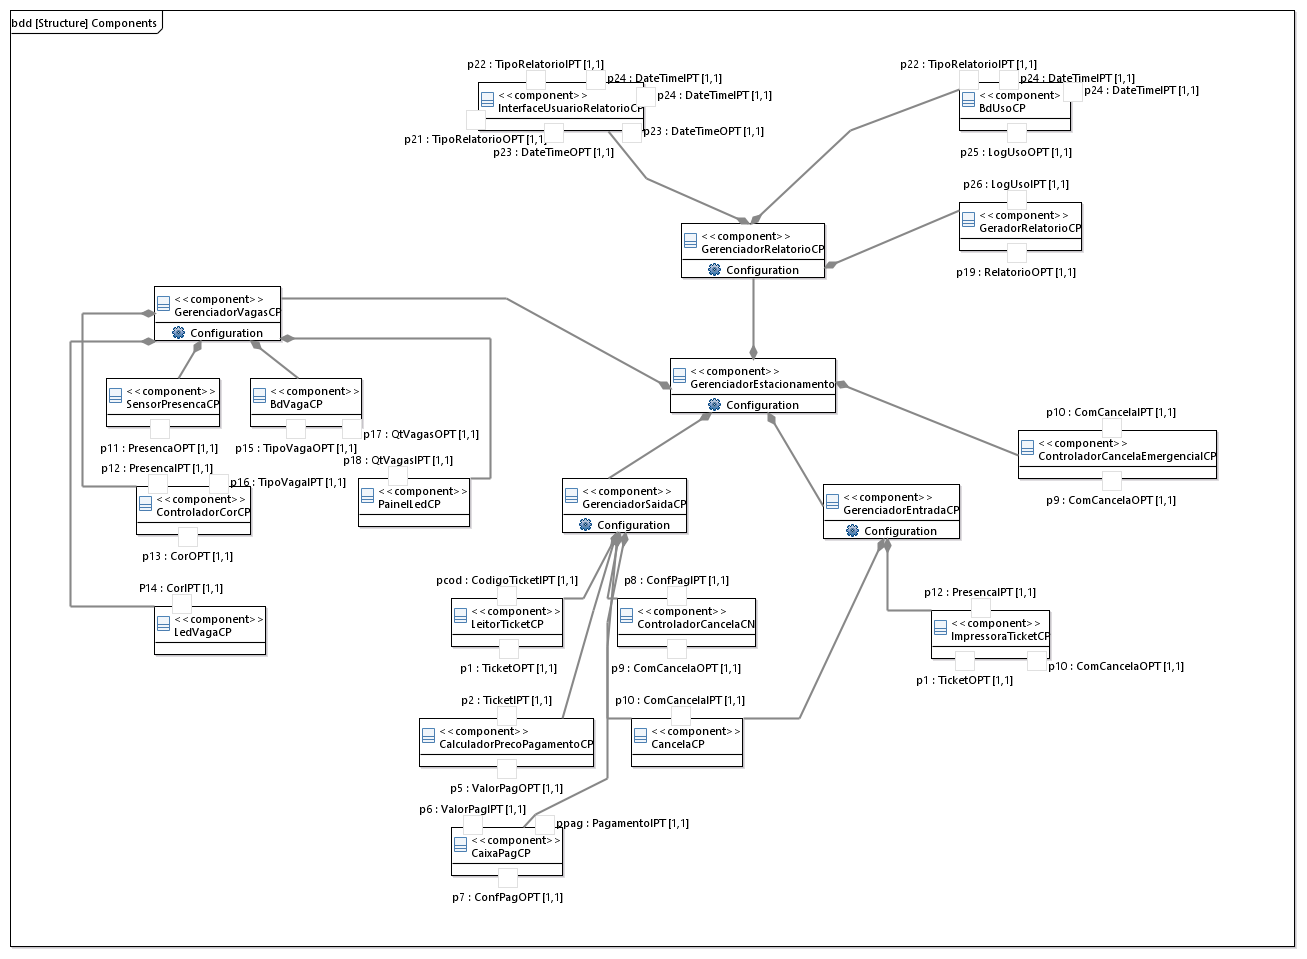 bdd [Structure] Components
p22 : TipoRelatorioIPT [1,1]
p24 : DateTimeIPT [1,1]
p24 : DateTimeIPT [1,1]
<<component>>
InterfaceUsuarioRelatorioCP
p21 : TipoRelatorioOPT [1,1]
p23 : DateTimeOPT [1,1]
p23 : DateTimeOPT [1,1]
p22 : TipoRelatorioIPT [1,1]
p24 : DateTimeIPT [1,1]
p24 : DateTimeIPT [1,1]
<<component>
BdUsoCP
p25 : LogUsoOPT [1,1]
p26 : LogUsoIPT [1,1]
<<component>>
GeradorRelatorioCP
p19 : RelatorioOPT [1,1]
<<component>>
GerenciadorRelatorioCP
Configuration
<<component>>
GerenciadorVagasCP
Configuration
<<component>>
GerenciadorEstacionamento
Configuration
<<component>>
SensorPresencaCP
p11 : PresencaOPT [1,1]
<<component>>
BdVagaCP
p15 : TipoVagaOPT [1,1]
p17 : QtVagasOPT [1,1]
p18 : QtVagasIPT [1,1]
<<component>>
PainelLedCP
p12 : PresencaIPT [1,1]
p16 : TipoVagaIPT [1,1]
<<component>>
ControladorCorCP
p13 : CorOPT [1,1]
P14 : CorIPT [1,1]
<<component>>
LedVagaCP
p10 : ComCancelaIPT [1,1]
<<component>>
ControladorCancelaEmergencialCP
p9 : ComCancelaOPT [1,1]
<<component>>
GerenciadorSaidaCP
Configuration
<<component>>
GerenciadorEntradaCP
Configuration
pcod : CodigoTicketIPT [1,1]
<<component>>
LeitorTicketCP
p1 : TicketOPT [1,1]
p8 : ConfPagIPT [1,1]
<<component>>
ControladorCancelaCN
p9 : ComCancelaOPT [1,1]
p12 : PresencaIPT [1,1]
<<component>>
ImpressoraTicketCP
p1 : TicketOPT [1,1]
p10 : ComCancelaOPT [1,1]
p2 : TicketIPT [1,1]
<<component>>
CalculadorPrecoPagamentoCP
p5 : ValorPagOPT [1,1]
p10 : ComCancelaIPT [1,1]
<<component>>
CancelaCP
p6 : ValorPagIPT [1,1]
ppag : PagamentoIPT [1,1]
<<component>>
CaixaPagCP
p7 : ConfPagOPT [1,1]